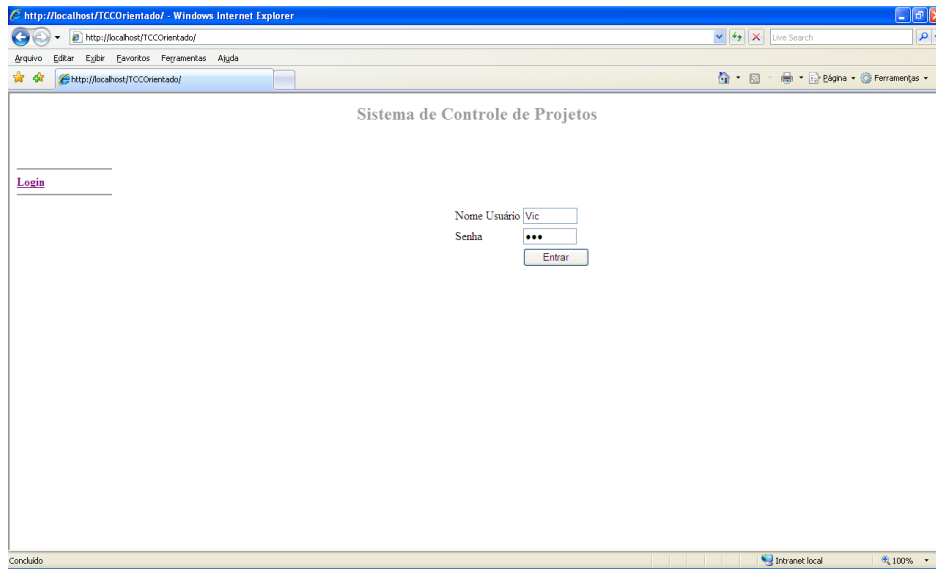 http://localhost/TCCOrientado/ - Windows Internet Explorer
http://localhost/TCCOrientado/
Live Search
Arquivo Editar Exibir Favoritos Ferramentas Ajuda
http://localhost/TCCOrientado/
Página Ferramentas
Sistema de Controle de Projetos
Login
Nome Usuário Vic
Senha •••
Entrar
Concluído
Intranet local
100%